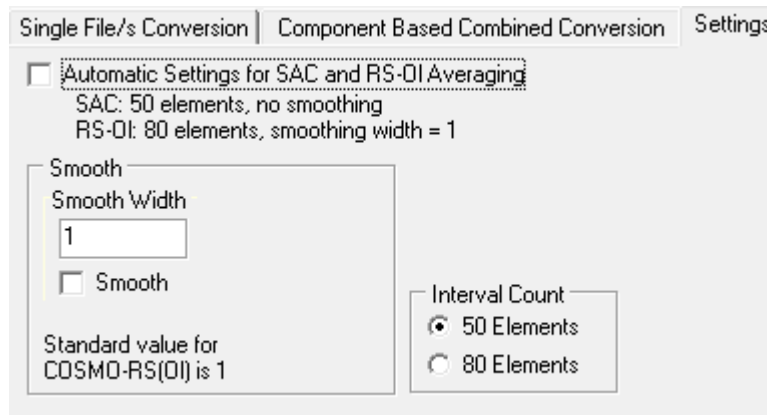 Single File/s Conversion
Component Based Combined Conversion
Settings
Automatic Settings for SAC and RS-OI Averaging
SAC: 50 elements, no smoothing
RS-OI: 80 elements, smoothing width = 1
Smooth
Smooth Width
1
Smooth
Standard value for
COSMO-RS(OI) is 1
Interval Count
50 Elements
80 Elements